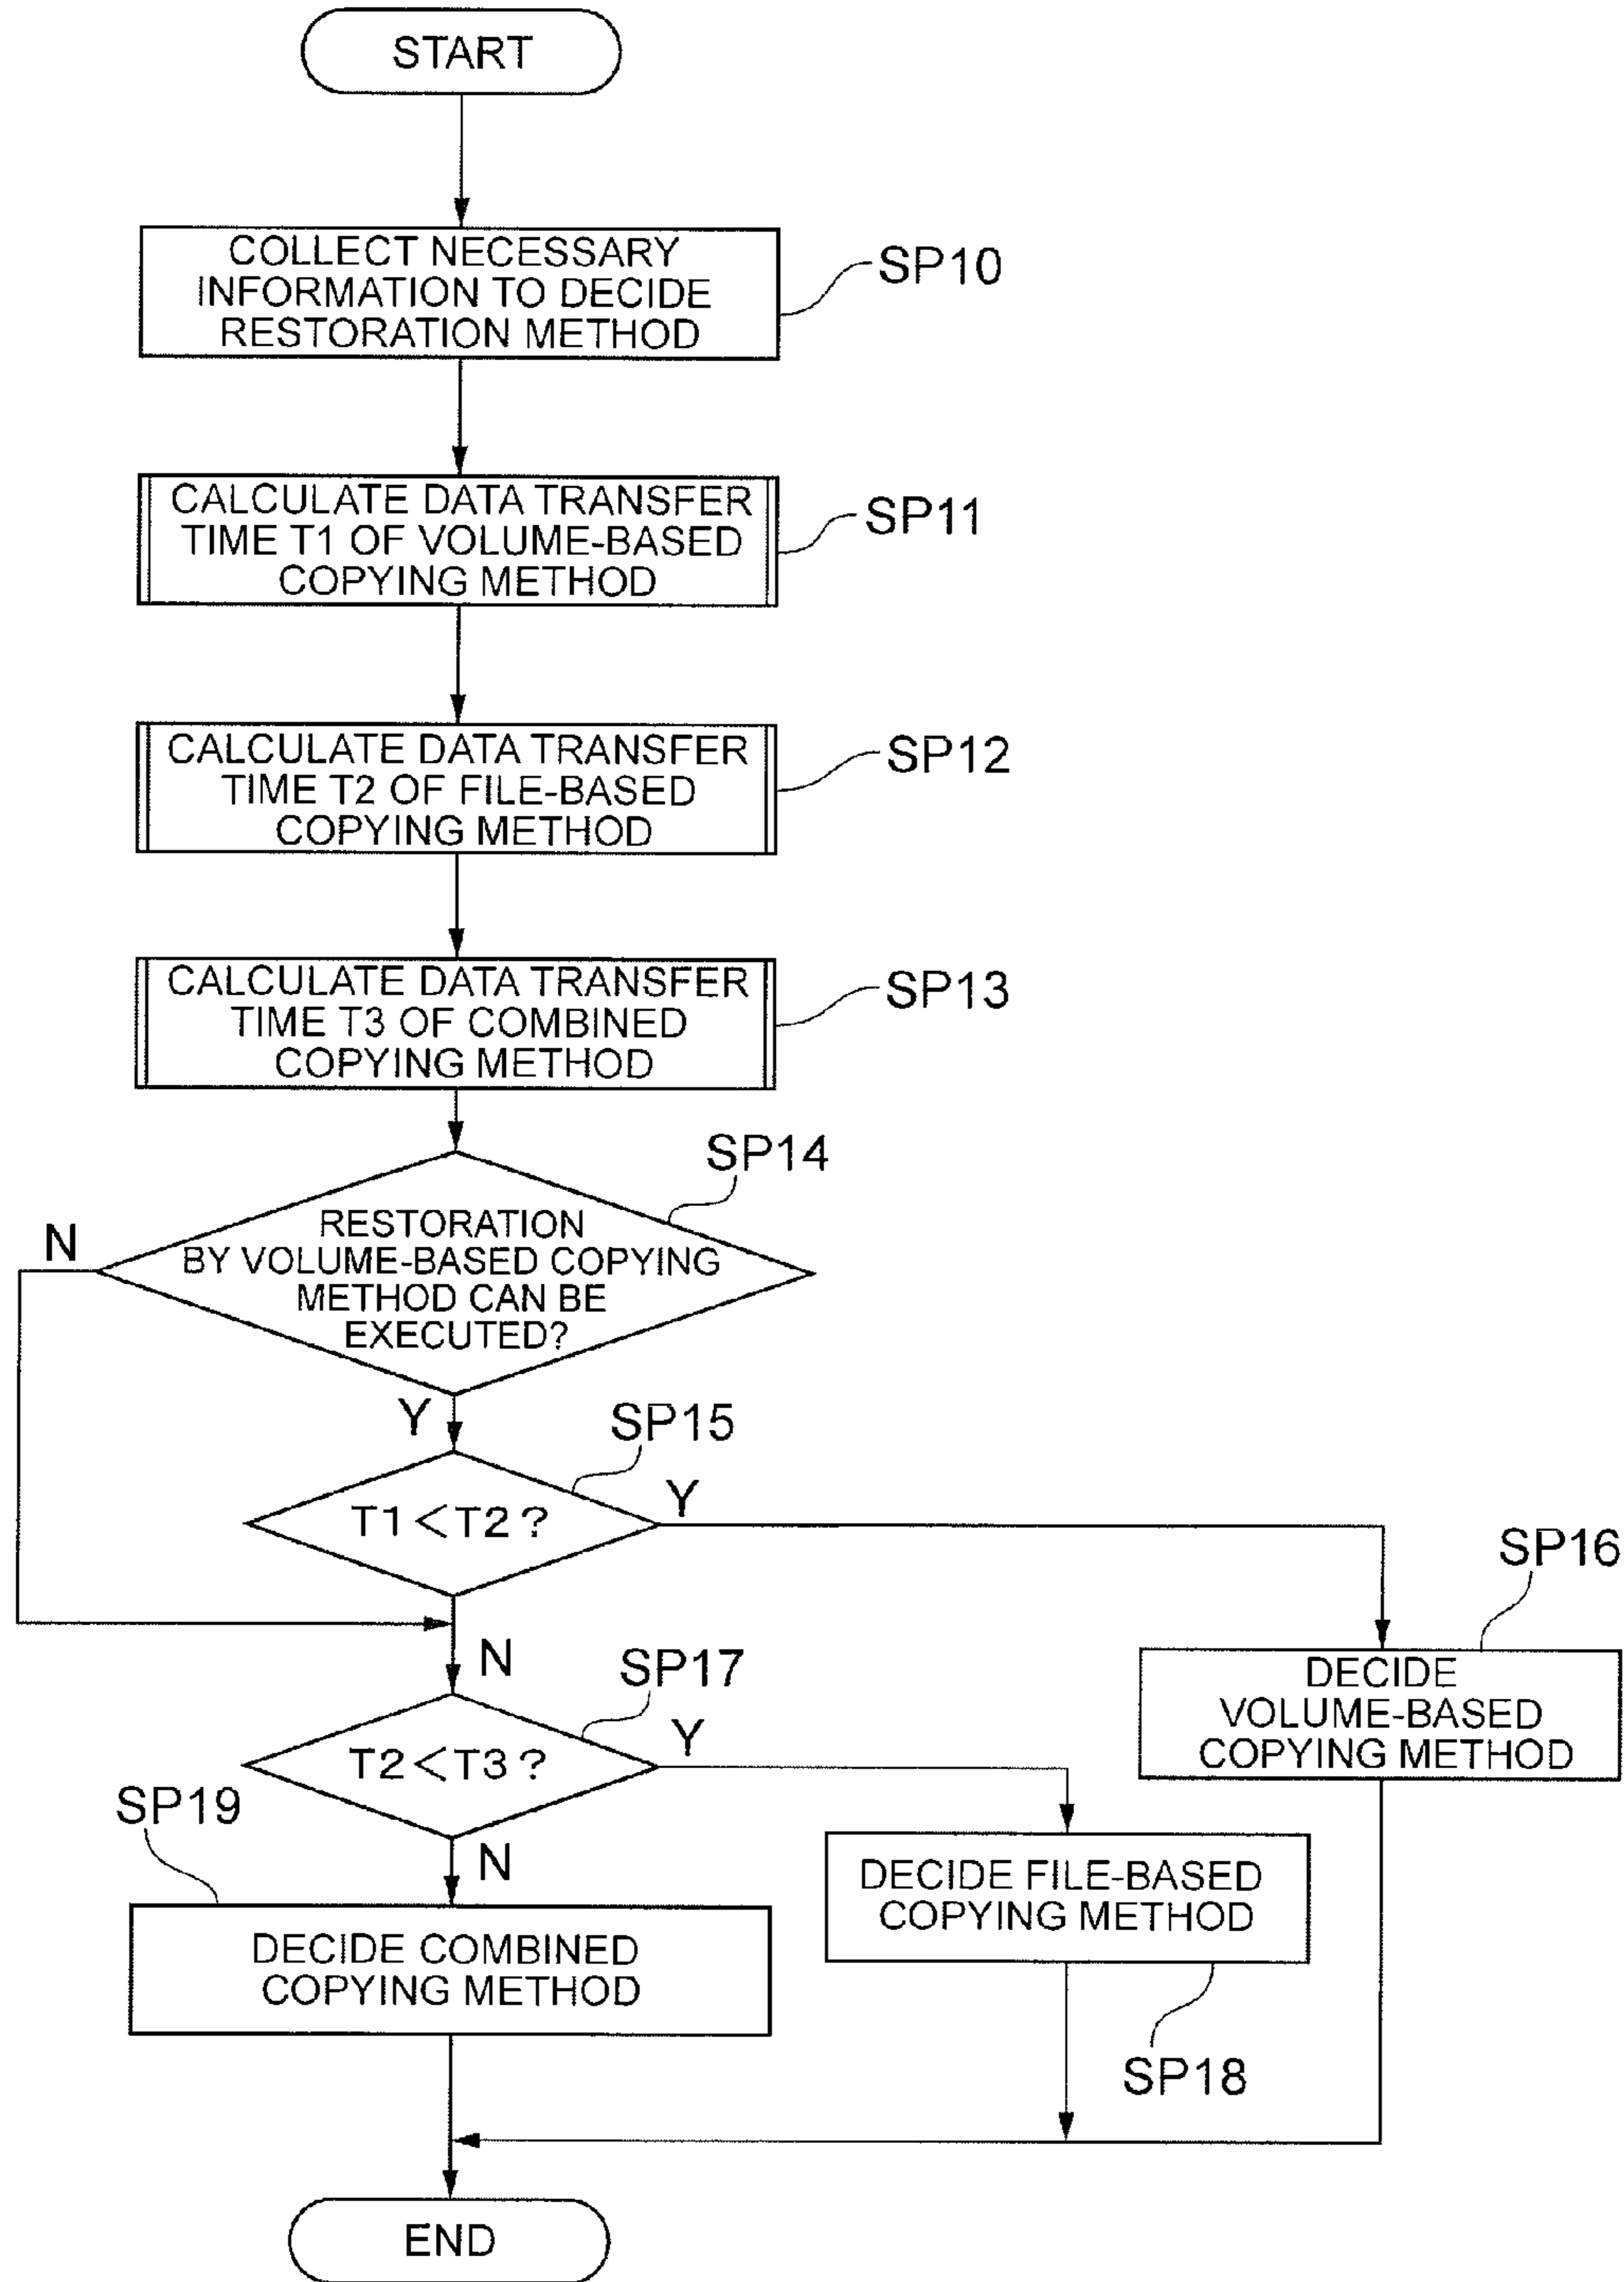 START
COLLECT NECESSARY
INFORMATION TO DECIDE
RESTORATION METHOD
SP10
CALCULATE DATA TRANSFER
TIME T1 OF VOLUME-BASED
COPYING METHOD
SP11
CALCULATE DATA TRANSFER
TIME T2 OF FILE-BASED
COPYING METHOD
SP12
CALCULATE DATA TRANSFER
TIME T3 OF COMBINED
COPYING METHOD
SP13
SP14
N
RESTORATION
BY VOLUME-BASED COPYING
METHOD CAN BE
EXECUTED?
Y
SP15
T1<T2?
Y
SP16
N
DECIDE
VOLUME-BASED
COPYING METHOD
SP17
T2<T3?
Y
SP19
N
DECIDE FILE-BASED
COPYING METHOD
SP18
DECIDE COMBINED
COPYING METHOD
END